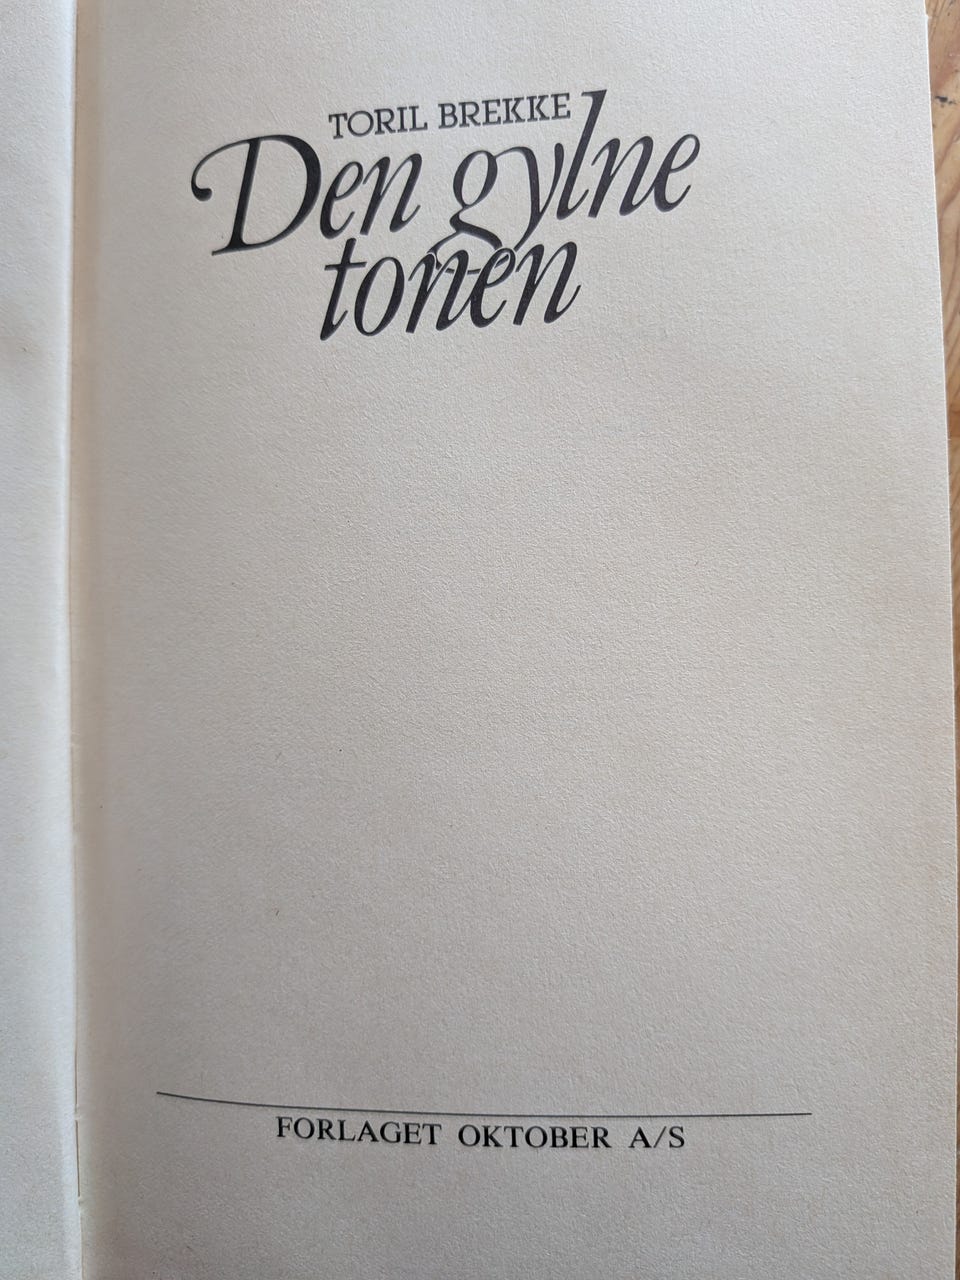 TORIL BREKKE
Den gylne
tonen
FORLAGET OKTOBER A/S